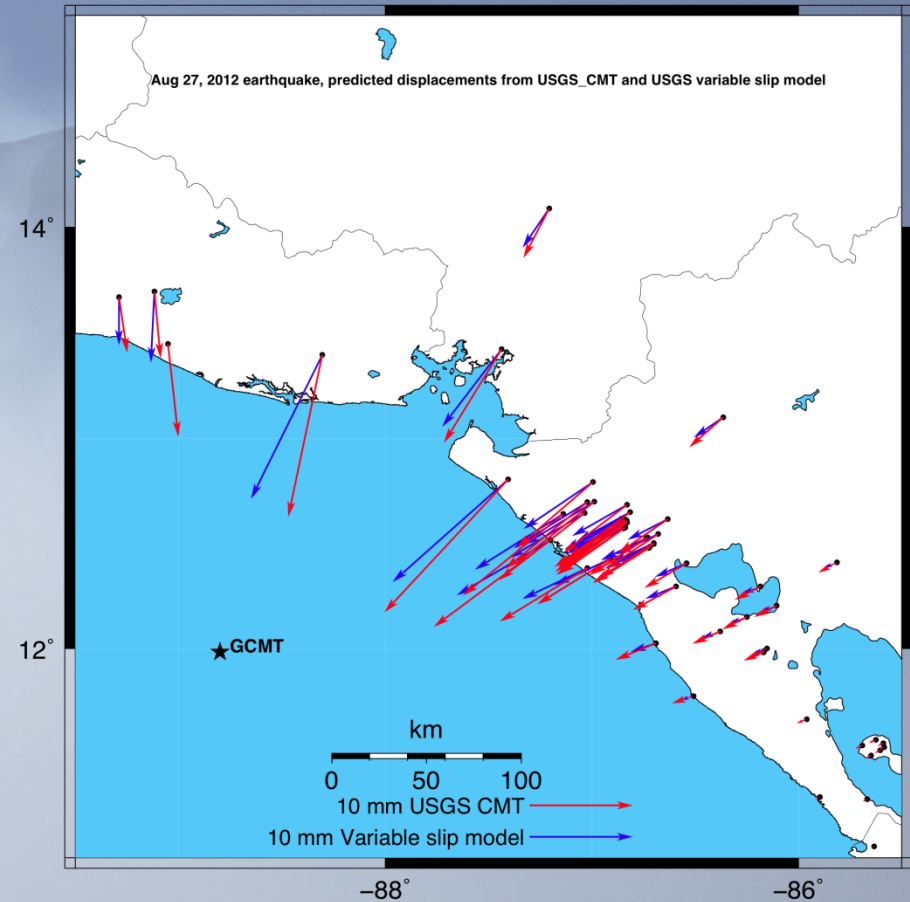 Aug 27, 2012 earthquake, predicted displacements from USGS_CMT and USGS variable slip model
14°
12°
GCMT
km
0 50 100
10 mm USGS CMT
10 mm Variable slip model
−88° −86°